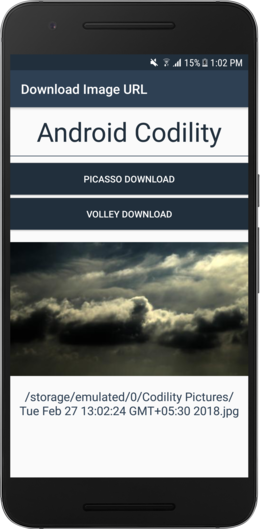 15% 1:02 PM
Download Image URL
Android Codility
PICASSO DOWNLOAD
VOLLEY DOWNLOAD
/storage/emulated/0/Codility Pictures/
Tue Feb 27 13:02:24 GMT+05:30 2018.jpg